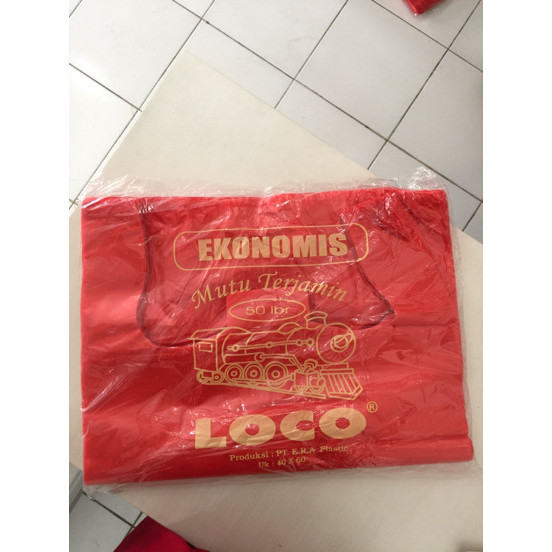 EKONOMIS
Mutu Terjamin
50 lbr
LOCO®
Produksi : PT. E.R.A Plastic
Uk : 40 X 60